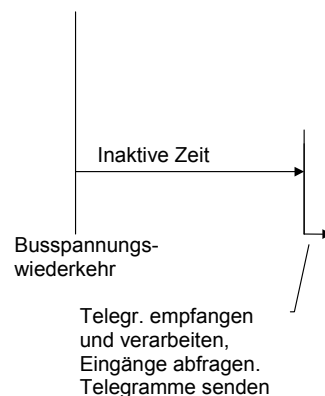 Inaktive Zeit
Busspannungs-
wiederkehr
Telegr. empfangen
und verarbeiten,
Eingänge abfragen.
Telegramme senden